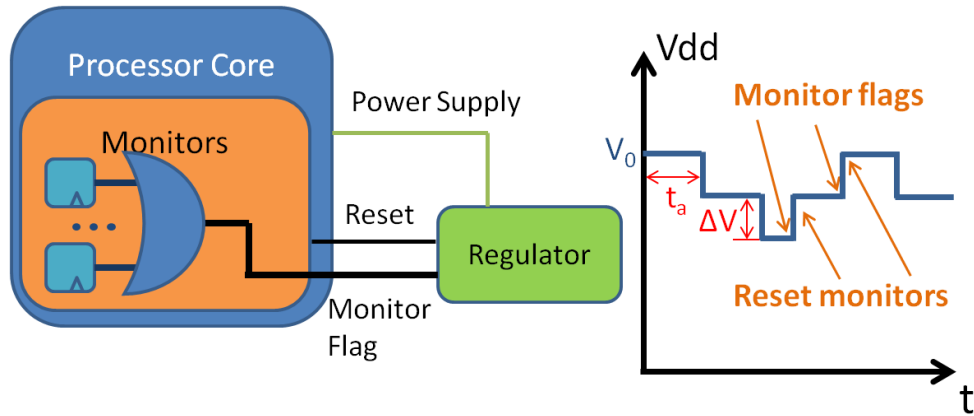 Processor Core
Monitors
...
Power Supply
Reset
Regulator
Monitor
Flag
Vdd
Monitor flags
V₀
tₐ
ΔV
Reset monitors
t